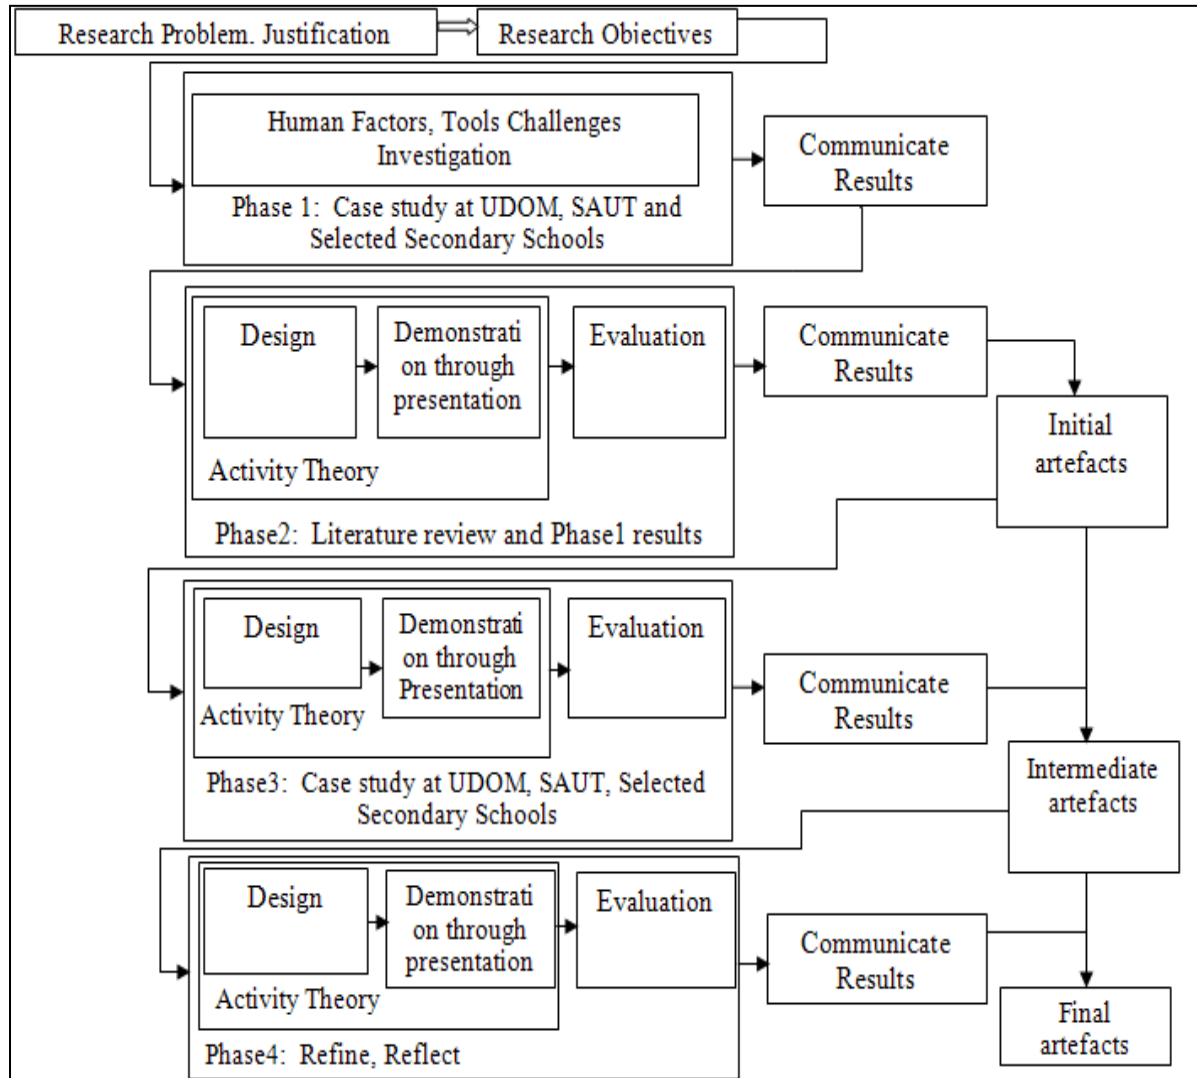 Research Problem. Justification
Research Objectives
Human Factors, Tools Challenges
Investigation
Phase 1: Case study at UDOM, SAUT and
Selected Secondary Schools
Communicate
Results
Design
Demonstrati
on through
presentation
Evaluation
Activity Theory
Phase2: Literature review and Phase1 results
Communicate
Results
Initial
artefacts
Design
Demonstrati
on through
Presentation
Evaluation
Activity Theory
Phase3: Case study at UDOM, SAUT, Selected
Secondary Schools
Communicate
Results
Intermediate
artefacts
Design
Demonstrati
on through
presentation
Evaluation
Activity Theory
Phase4: Refine, Reflect
Communicate
Results
Final
artefacts